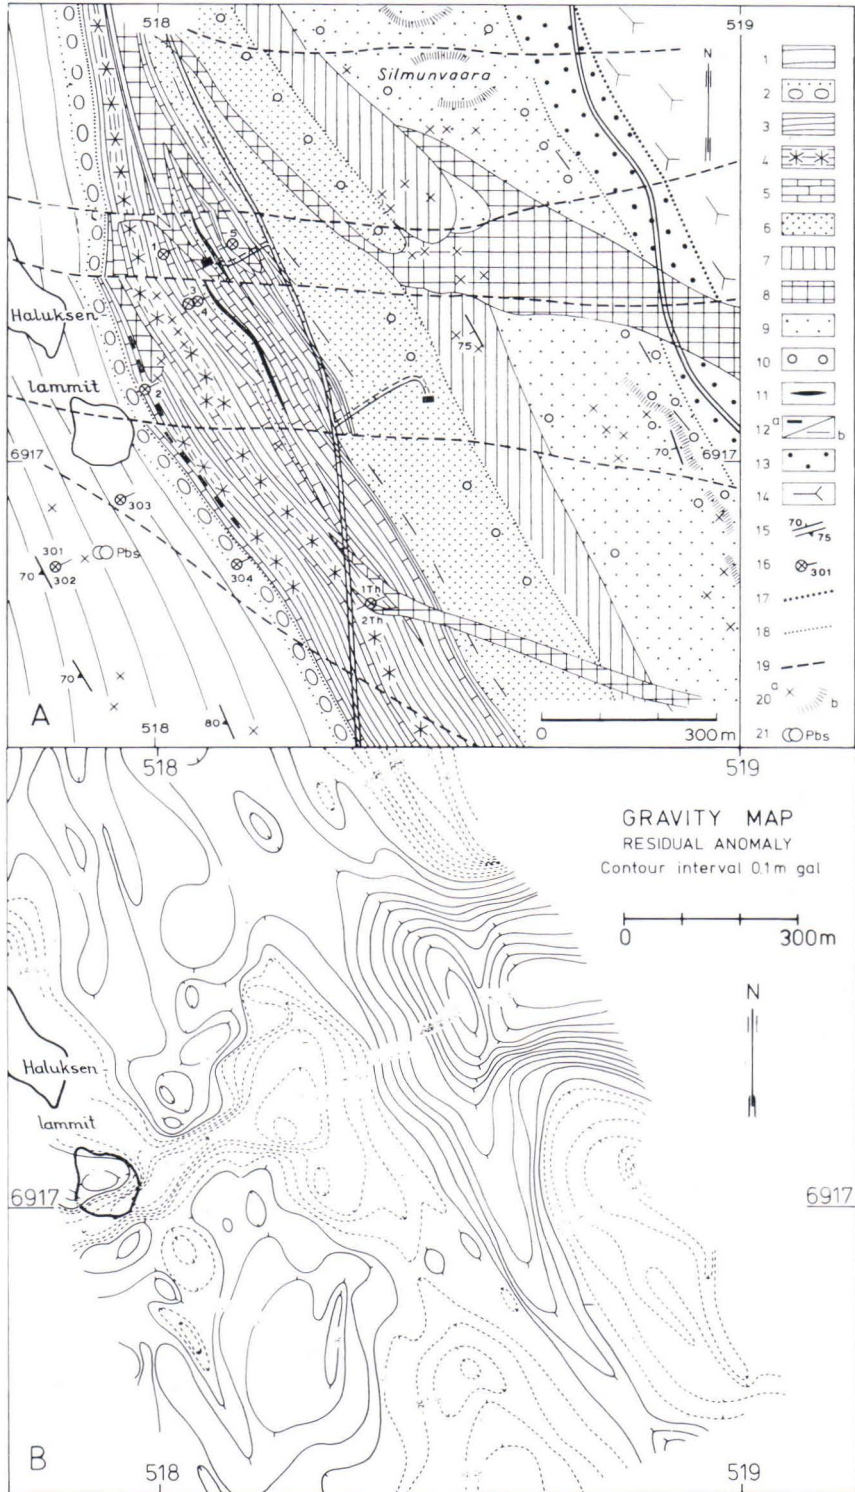 518
519
N
Silmunvaara
1
2
3
4
5
6
7
8
9
10
11
12 a b
13
14
15 70 75
16 301
17
18
19
20 a b
21 Pbs
1
5
3
4
Haluksen
lammit
2
75
70
6917
6917
303
301
302
Pbs
304
70
1Th
2Th
70
80
A
518
0 300 m
518
519
GRAVITY MAP
RESIDUAL ANOMALY
Contour interval 0.1 m gal
0 300 m
N
Haluksen
lammit
6917
6917
B
518
519